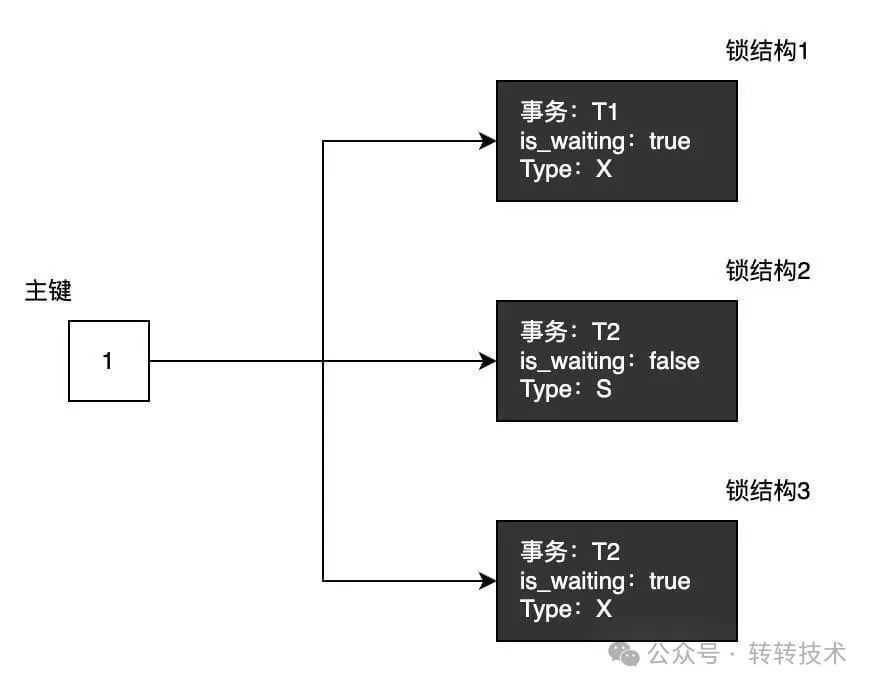 锁结构1
事务：T1
is_waiting：true
Type：X
锁结构2
主键
1
事务：T2
is_waiting：false
Type：S
锁结构3
事务：T2
is_waiting：true
Type：X
公众号 · 转转技术